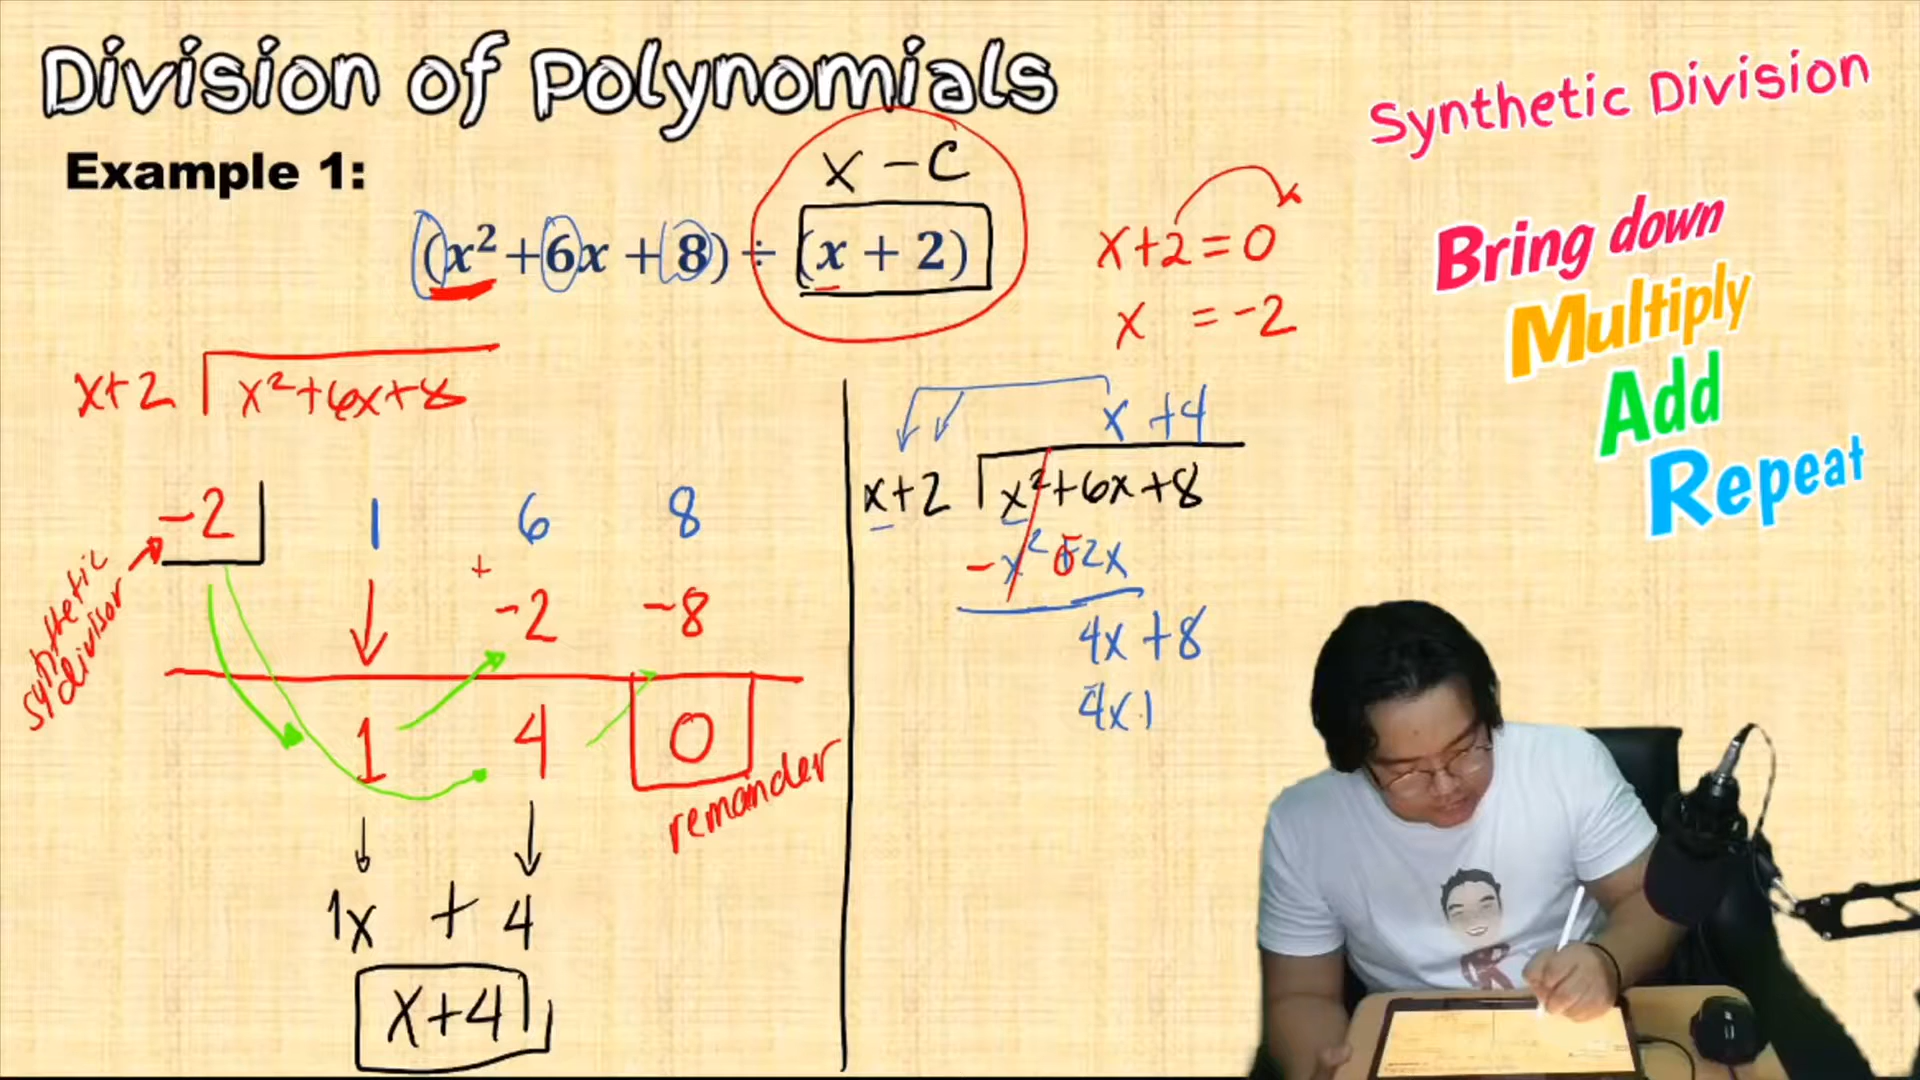 Division of Polynomials
Synthetic Division
Example 1:
x - C
(x² + 6x + 8) ÷ (x + 2)
x+2 = 0
x = -2
Bring down
Multiply
Add
Repeat
x+2 x²+6x+8
-2 1 6 8
+
-2 -8
synthetic
divisor
1 4 0
remainder
1x + 4
x+4
x +4
x+2 x²+6x+8
- x² +2x
4x +8
4x